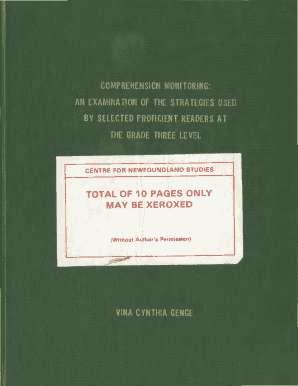 COMPREHENSION MONITORING:
AN EXAMINATION OF THE STRATEGIES USED
BY SELECTED PROFICIENT READERS AT
THE GRADE THREE LEVEL
CENTRE FOR NEWFOUNDLAND STUDIES
TOTAL OF 10 PAGES ONLY
MAY BE XEROXED
(Without Author's Permission)
VINA CYNTHIA GENGE